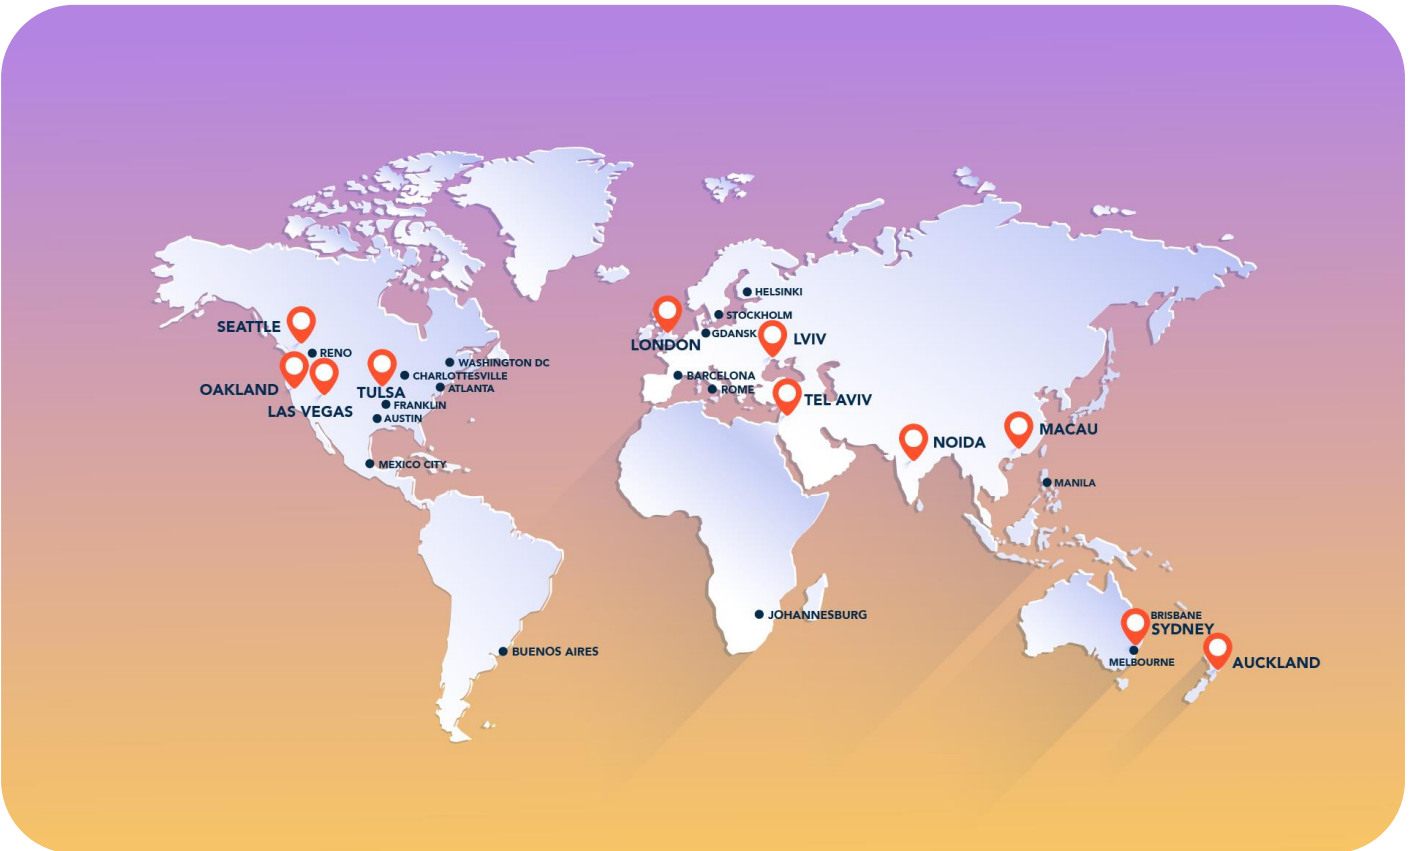 HELSINKI
STOCKHOLM
SEATTLE
GDANSK
LVIV
LONDON
RENO
WASHINGTON DC
CHARLOTTESVILLE
BARCELONA
OAKLAND
TULSA
ATLANTA
ROME
TEL AVIV
FRANKLIN
LAS VEGAS
AUSTIN
MACAU
NOIDA
MEXICO CITY
MANILA
JOHANNESBURG
BRISBANE
SYDNEY
BUENOS AIRES
MELBOURNE
AUCKLAND